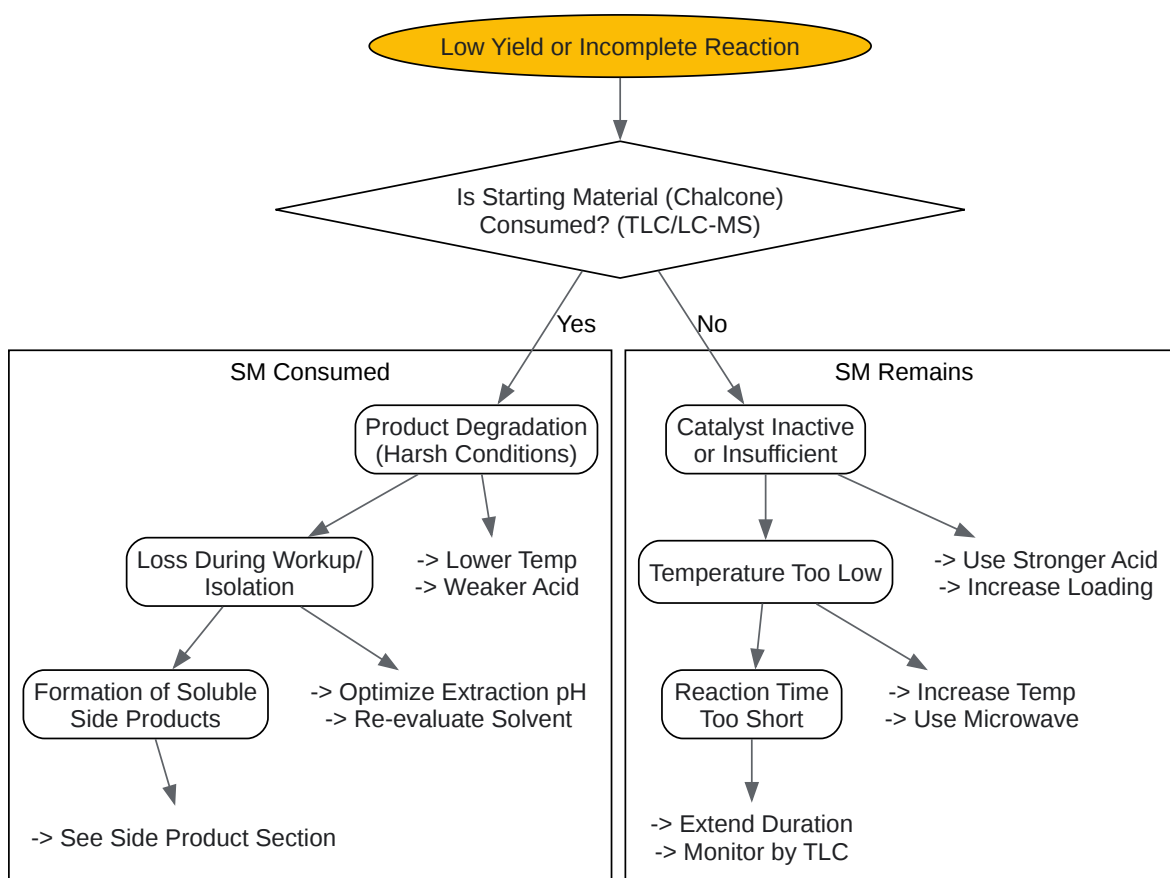 Low Yield or Incomplete Reaction
Is Starting Material (Chalcone)
Consumed? (TLC/LC-MS)
Yes
No
SM Consumed
Product Degradation
(Harsh Conditions)
Loss During Workup/
Isolation
-> Lower Temp
-> Weaker Acid
Formation of Soluble
Side Products
-> Optimize Extraction pH
-> Re-evaluate Solvent
-> See Side Product Section
SM Remains
Catalyst Inactive
or Insufficient
Temperature Too Low
-> Use Stronger Acid
-> Increase Loading
Reaction Time
Too Short
-> Increase Temp
-> Use Microwave
-> Extend Duration
-> Monitor by TLC